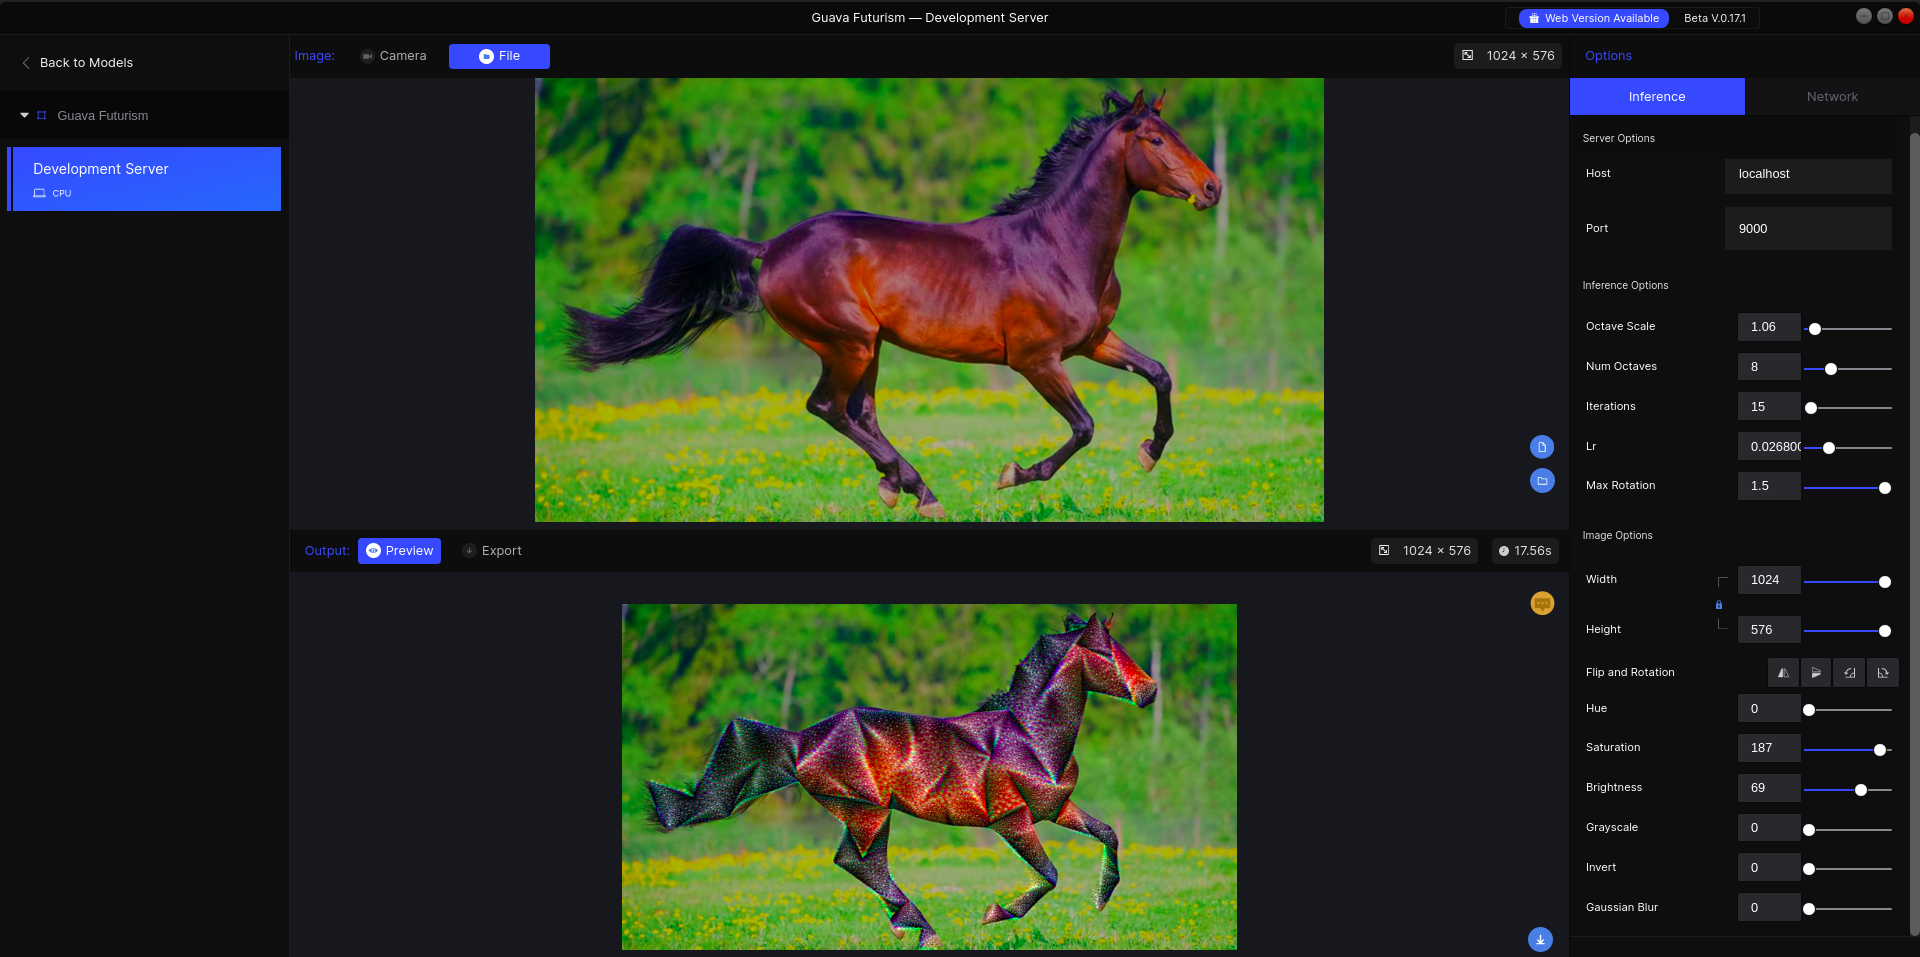 Guava Futurism — Development Server
Web Version Available
Beta V.0.17.1
Back to Models
Guava Futurism
Development Server
CPU
Image:
Camera
File
1024 × 576
Output:
Preview
Export
1024 × 576
17.56s
Options
Inference
Network
Server Options
Host
localhost
Port
9000
Inference Options
Octave Scale
1.06
Num Octaves
8
Iterations
15
Lr
0.026800
Max Rotation
1.5
Image Options
Width
1024
Height
576
Flip and Rotation
Hue
0
Saturation
187
Brightness
69
Grayscale
0
Invert
0
Gaussian Blur
0